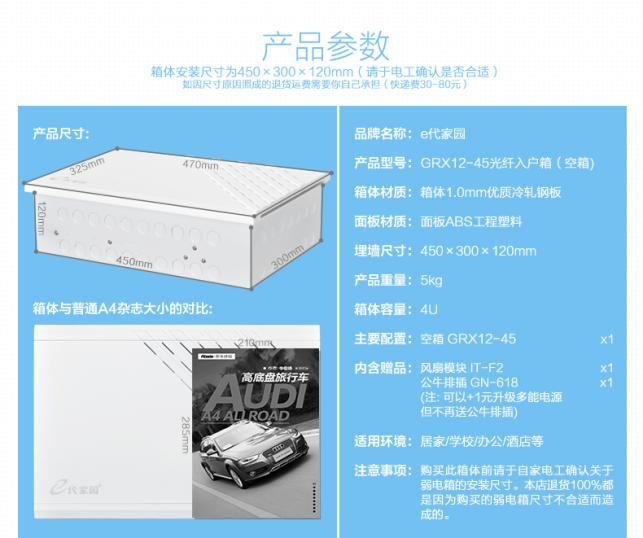 产品参数
箱体安装尺寸为450×300×120mm（请于电工确认是否合适）
如因尺寸原因照成的退货运费需要你自己承担（快递费30-80元）
产品尺寸：
325mm
470mm
120mm
450mm
300mm
箱体与普通A4杂志大小的对比：
210mm
285mm
高底盘旅行车
AUDI
A4 ALLROAD
e代家园
品牌名称： e代家园
产品型号： GRX12-45光纤入户箱（空箱)
箱体材质： 箱体1.0mm优质冷轧钢板
面板材质： 面板ABS工程塑料
埋墙尺寸： 450×300×120mm
产品重量： 5kg
箱体容量： 4U
主要配置： 空箱 GRX12-45 x1
内含赠品： 风扇模块 IT-F2 x1
公牛排插 GN-618 x1
(注: 可以+1元升级多能电源
但不再送公牛排插)
适用环境： 居家/学校/办公/酒店等
注意事项： 购买此箱体前请于自家电工确认关于
弱电箱的安装尺寸。本店退货100%都
是因为购买的弱电箱尺寸不合适而造
成的。